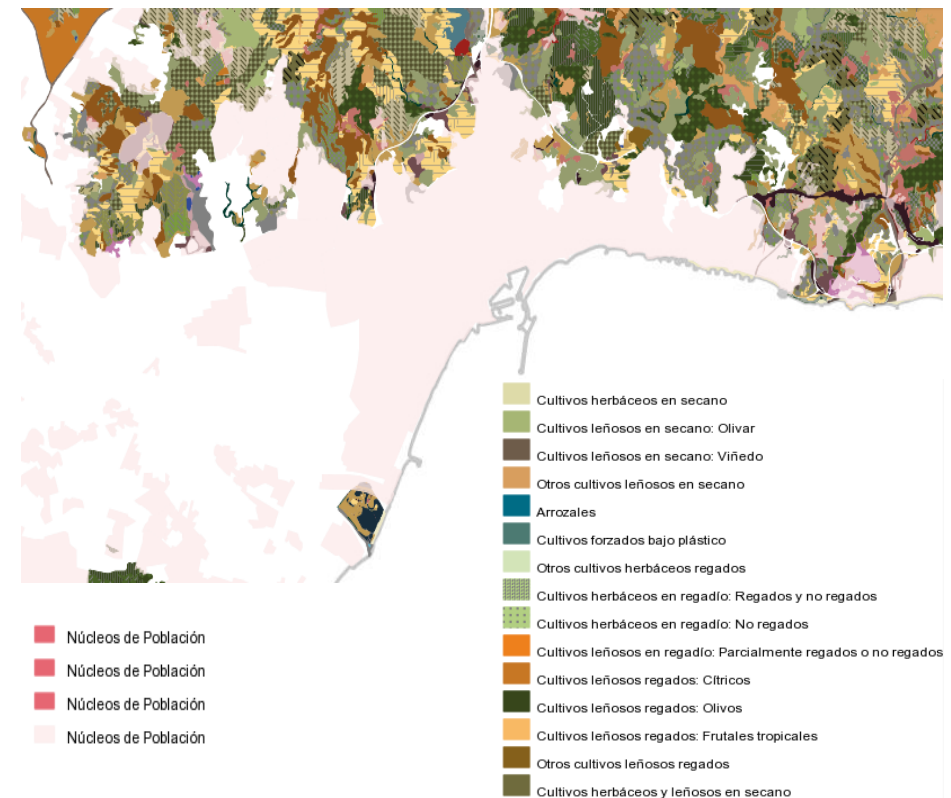 Cultivos herbáceos en secano
Cultivos leñosos en secano: Olivar
Cultivos leñosos en secano: Viñedo
Otros cultivos leñosos en secano
Arrozales
Cultivos forzados bajo plástico
Otros cultivos herbáceos regados
Cultivos herbáceos en regadío: Regados y no regados
Cultivos herbáceos en regadío: No regados
Cultivos leñosos en regadío: Parcialmente regados o no regados
Cultivos leñosos regados: Cítricos
Cultivos leñosos regados: Olivos
Cultivos leñosos regados: Frutales tropicales
Otros cultivos leñosos regados
Cultivos herbáceos y leñosos en secano
Núcleos de Población
Núcleos de Población
Núcleos de Población
Núcleos de Población